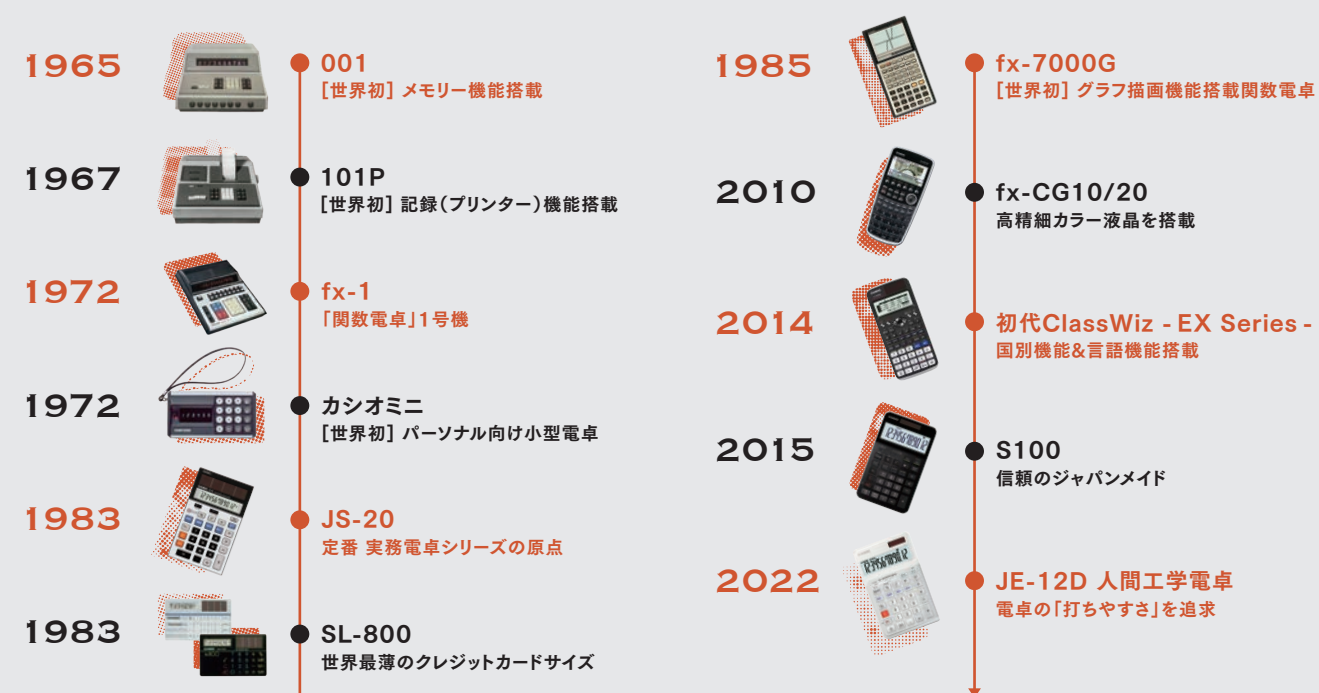 1965
001
［世界初］ メモリー機能搭載
1967
101P
［世界初］ 記録（プリンター）機能搭載
1972
fx-1
「関数電卓」1号機
1972
カシオミニ
［世界初］ パーソナル向け小型電卓
1983
JS-20
定番 実務電卓シリーズの原点
1983
SL-800
世界最薄のクレジットカードサイズ
1985
fx-7000G
［世界初］ グラフ描画機能搭載関数電卓
2010
fx-CG10/20
高精細カラー液晶を搭載
2014
初代ClassWiz - EX Series -
国別機能&言語機能搭載
2015
S100
信頼のジャパンメイド
2022
JE-12D 人間工学電卓
電卓の「打ちやすさ」を追求